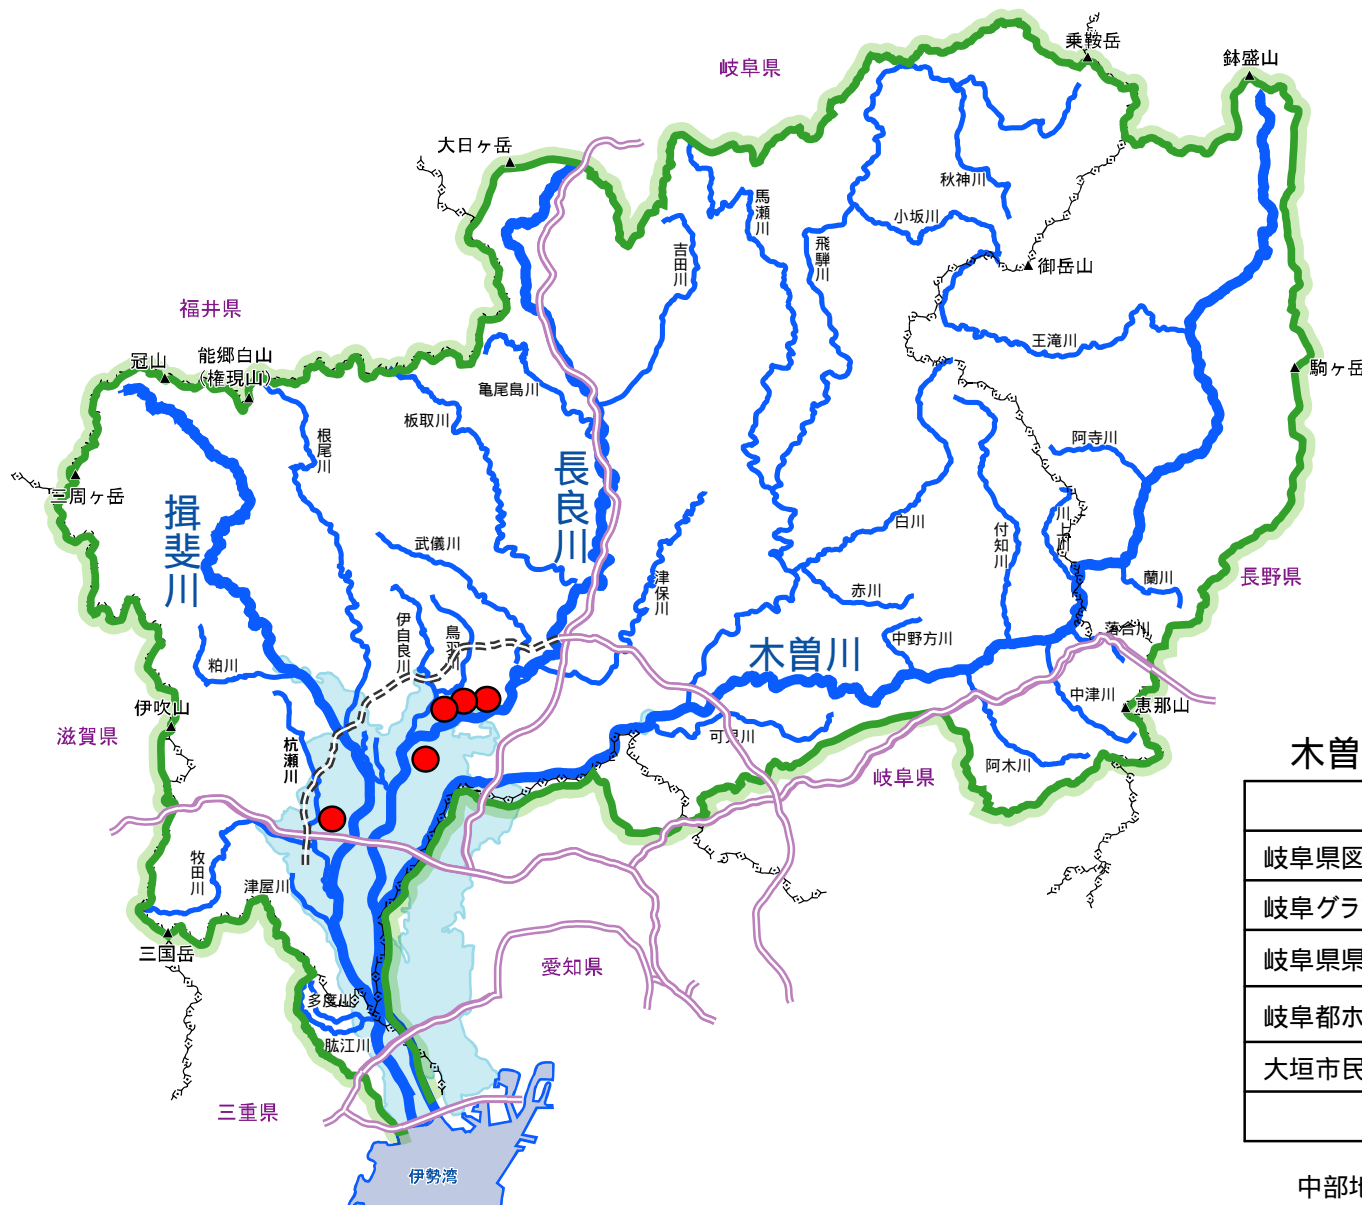 乗鞍岳
鉢盛山
岐阜県
大日ヶ岳
秋神川
馬瀬川
小坂川
飛騨川
吉田川
御岳山
福井県
王滝川
能郷白山
(権現山)
冠山
駒ヶ岳
亀尾島川
板取川
根尾川
阿寺川
長良川
三周ヶ岳
揖斐川
白川
付知川
川上川
武儀川
津保川
蘭川
長野県
赤川
伊自良川
鳥羽川
中野方川
落合川
木曽川
粕川
中津川
恵那山
伊吹山
滋賀県
杭瀬川
可児川
阿木川
岐阜県
木曽
岐阜県図
牧田川
津屋川
岐阜グラ
三国岳
岐阜県県
愛知県
多度川
岐阜都ホ
肱江川
大垣市民
三重県
伊勢湾
中部地